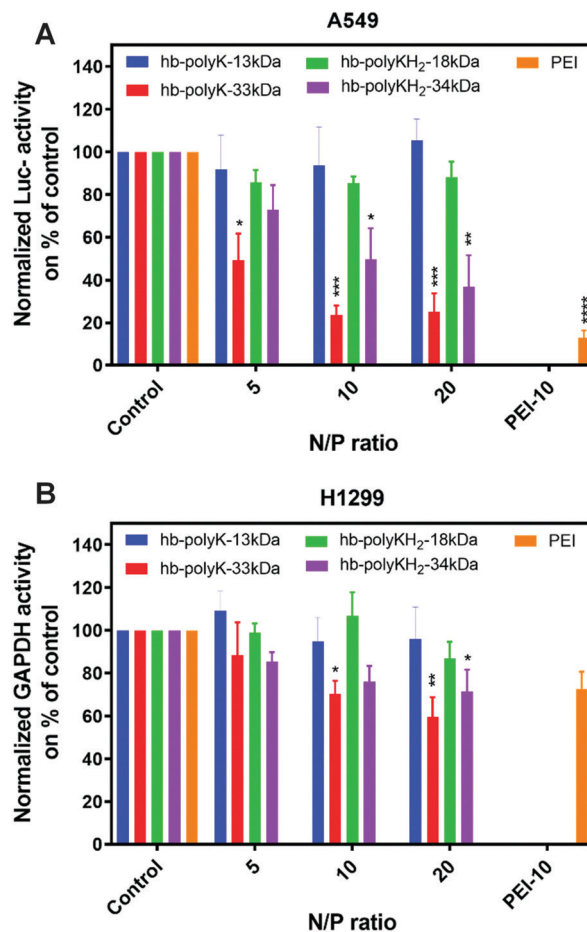 A549
A
hb-polyK-13kDa
hb-polyKH₂-18kDa
PEI
hb-polyK-33kDa
hb-polyKH₂-34kDa
Normalized Luc- activity
on % of control
140
120
100
80
60
40
20
0
*
***
*
***
**
****
Control
5
10
20
PEI-10
N/P ratio
H1299
B
hb-polyK-13kDa
hb-polyKH₂-18kDa
PEI
hb-polyK-33kDa
hb-polyKH₂-34kDa
Normalized GAPDH activity
on % of control
140
120
100
80
60
40
20
0
*
**
*
Control
5
10
20
PEI-10
N/P ratio